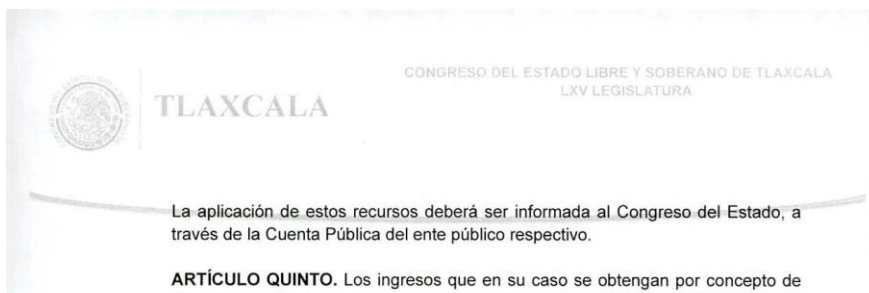 CONGRESO DEL ESTADO LIBRE Y SOBERANO DE TLAXCALA
LXV LEGISLATURA
TLAXCALA
La aplicación de estos recursos deberá ser informada al Congreso del Estado, a
través de la Cuenta Pública del ente público respectivo.
ARTÍCULO QUINTO. Los ingresos que en su caso se obtengan por concepto de